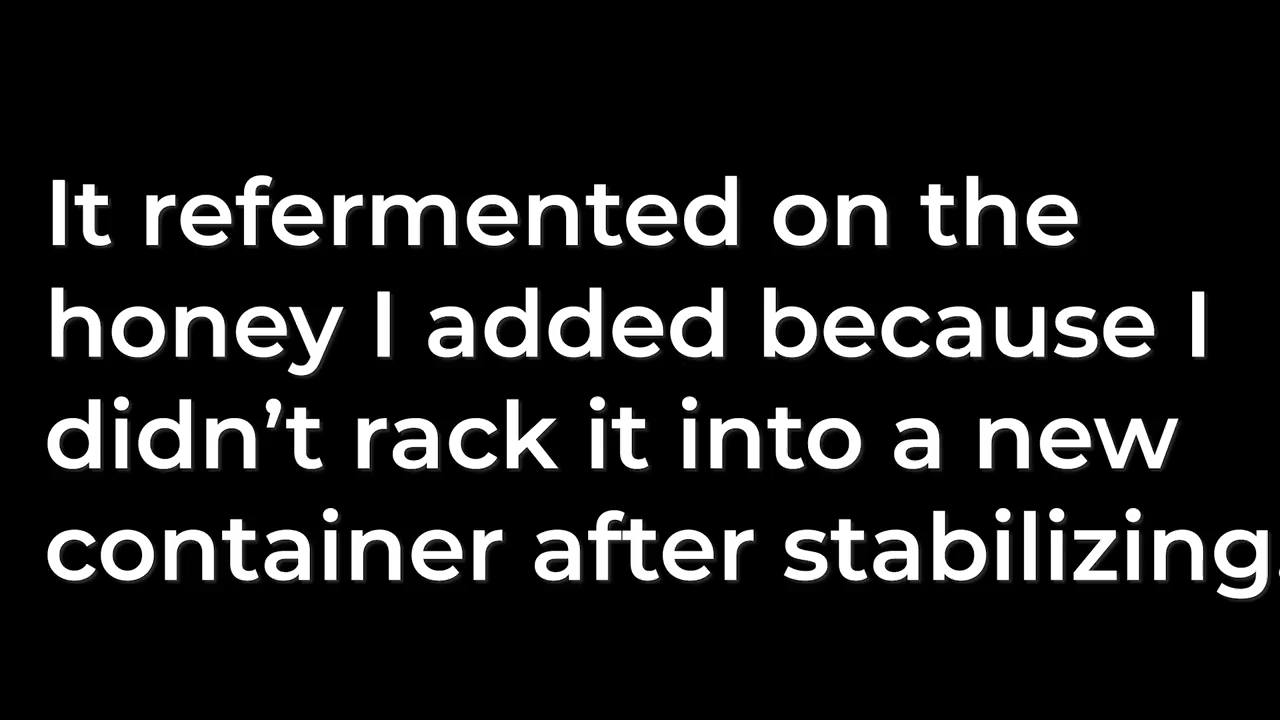 It refermented on the
honey I added because I
didn’t rack it into a new
container after stabilizing.